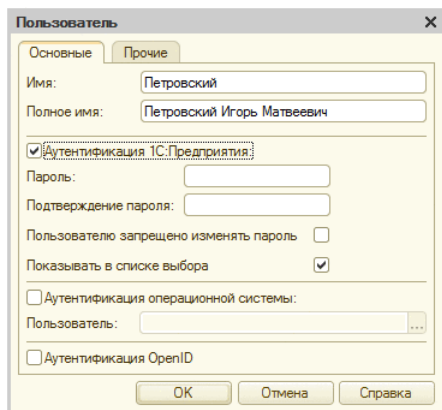 Пользователь
Основные Прочие
Имя: Петровский
Полное имя: Петровский Игорь Матвеевич
Аутентификация 1С:Предприятия:
Пароль:
Подтверждение пароля:
Пользователю запрещено изменять пароль
Показывать в списке выбора
Аутентификация операционной системы:
Пользователь: ...
Аутентификация OpenID
OK Отмена Справка